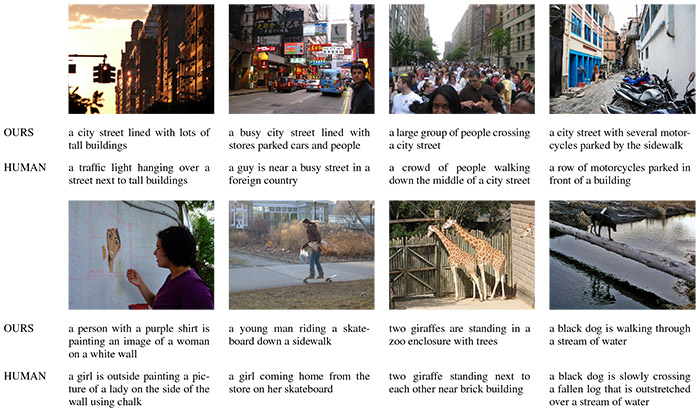 OURS
a city street lined with lots of
tall buildings
a busy city street lined with
stores parked cars and people
a large group of people crossing
a city street
a city street with several motor-
cycles parked by the sidewalk
HUMAN
a traffic light hanging over a
street next to tall buildings
a guy is near a busy street in a
foreign country
a crowd of people walking
down the middle of a city street
a row of motorcycles parked in
front of a building
OURS
a person with a purple shirt is
painting an image of a woman
on a white wall
a young man riding a skate-
board down a sidewalk
two giraffes are standing in a
zoo enclosure with trees
a black dog is walking through
a stream of water
HUMAN
a girl is outside painting a pic-
ture of a lady on the side of the
wall using chalk
a girl coming home from the
store on her skateboard
two giraffe standing next to
each other near brick building
a black dog is slowly crossing
a fallen log that is outstretched
over a stream of water